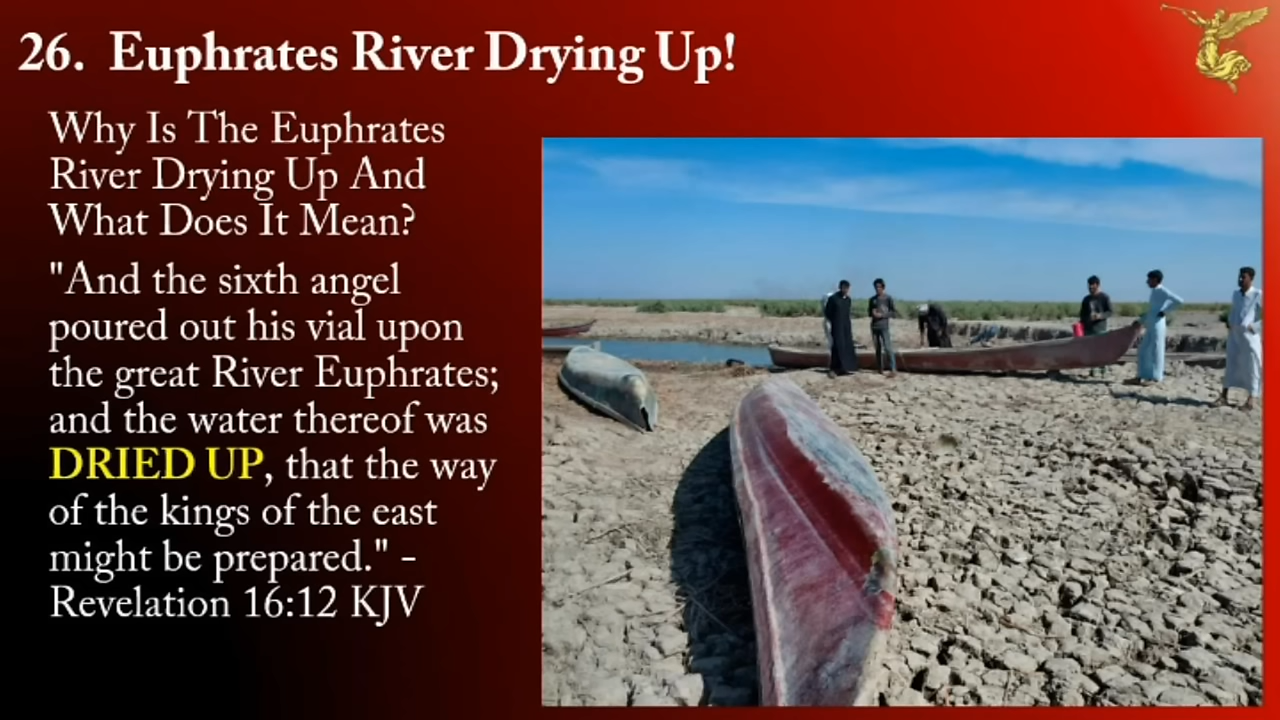 26.  Euphrates River Drying Up!
Why Is The Euphrates
River Drying Up And
What Does It Mean?
"And the sixth angel
poured out his vial upon
the great River Euphrates;
and the water thereof was
DRIED UP, that the way
of the kings of the east
might be prepared." -
Revelation 16:12 KJV